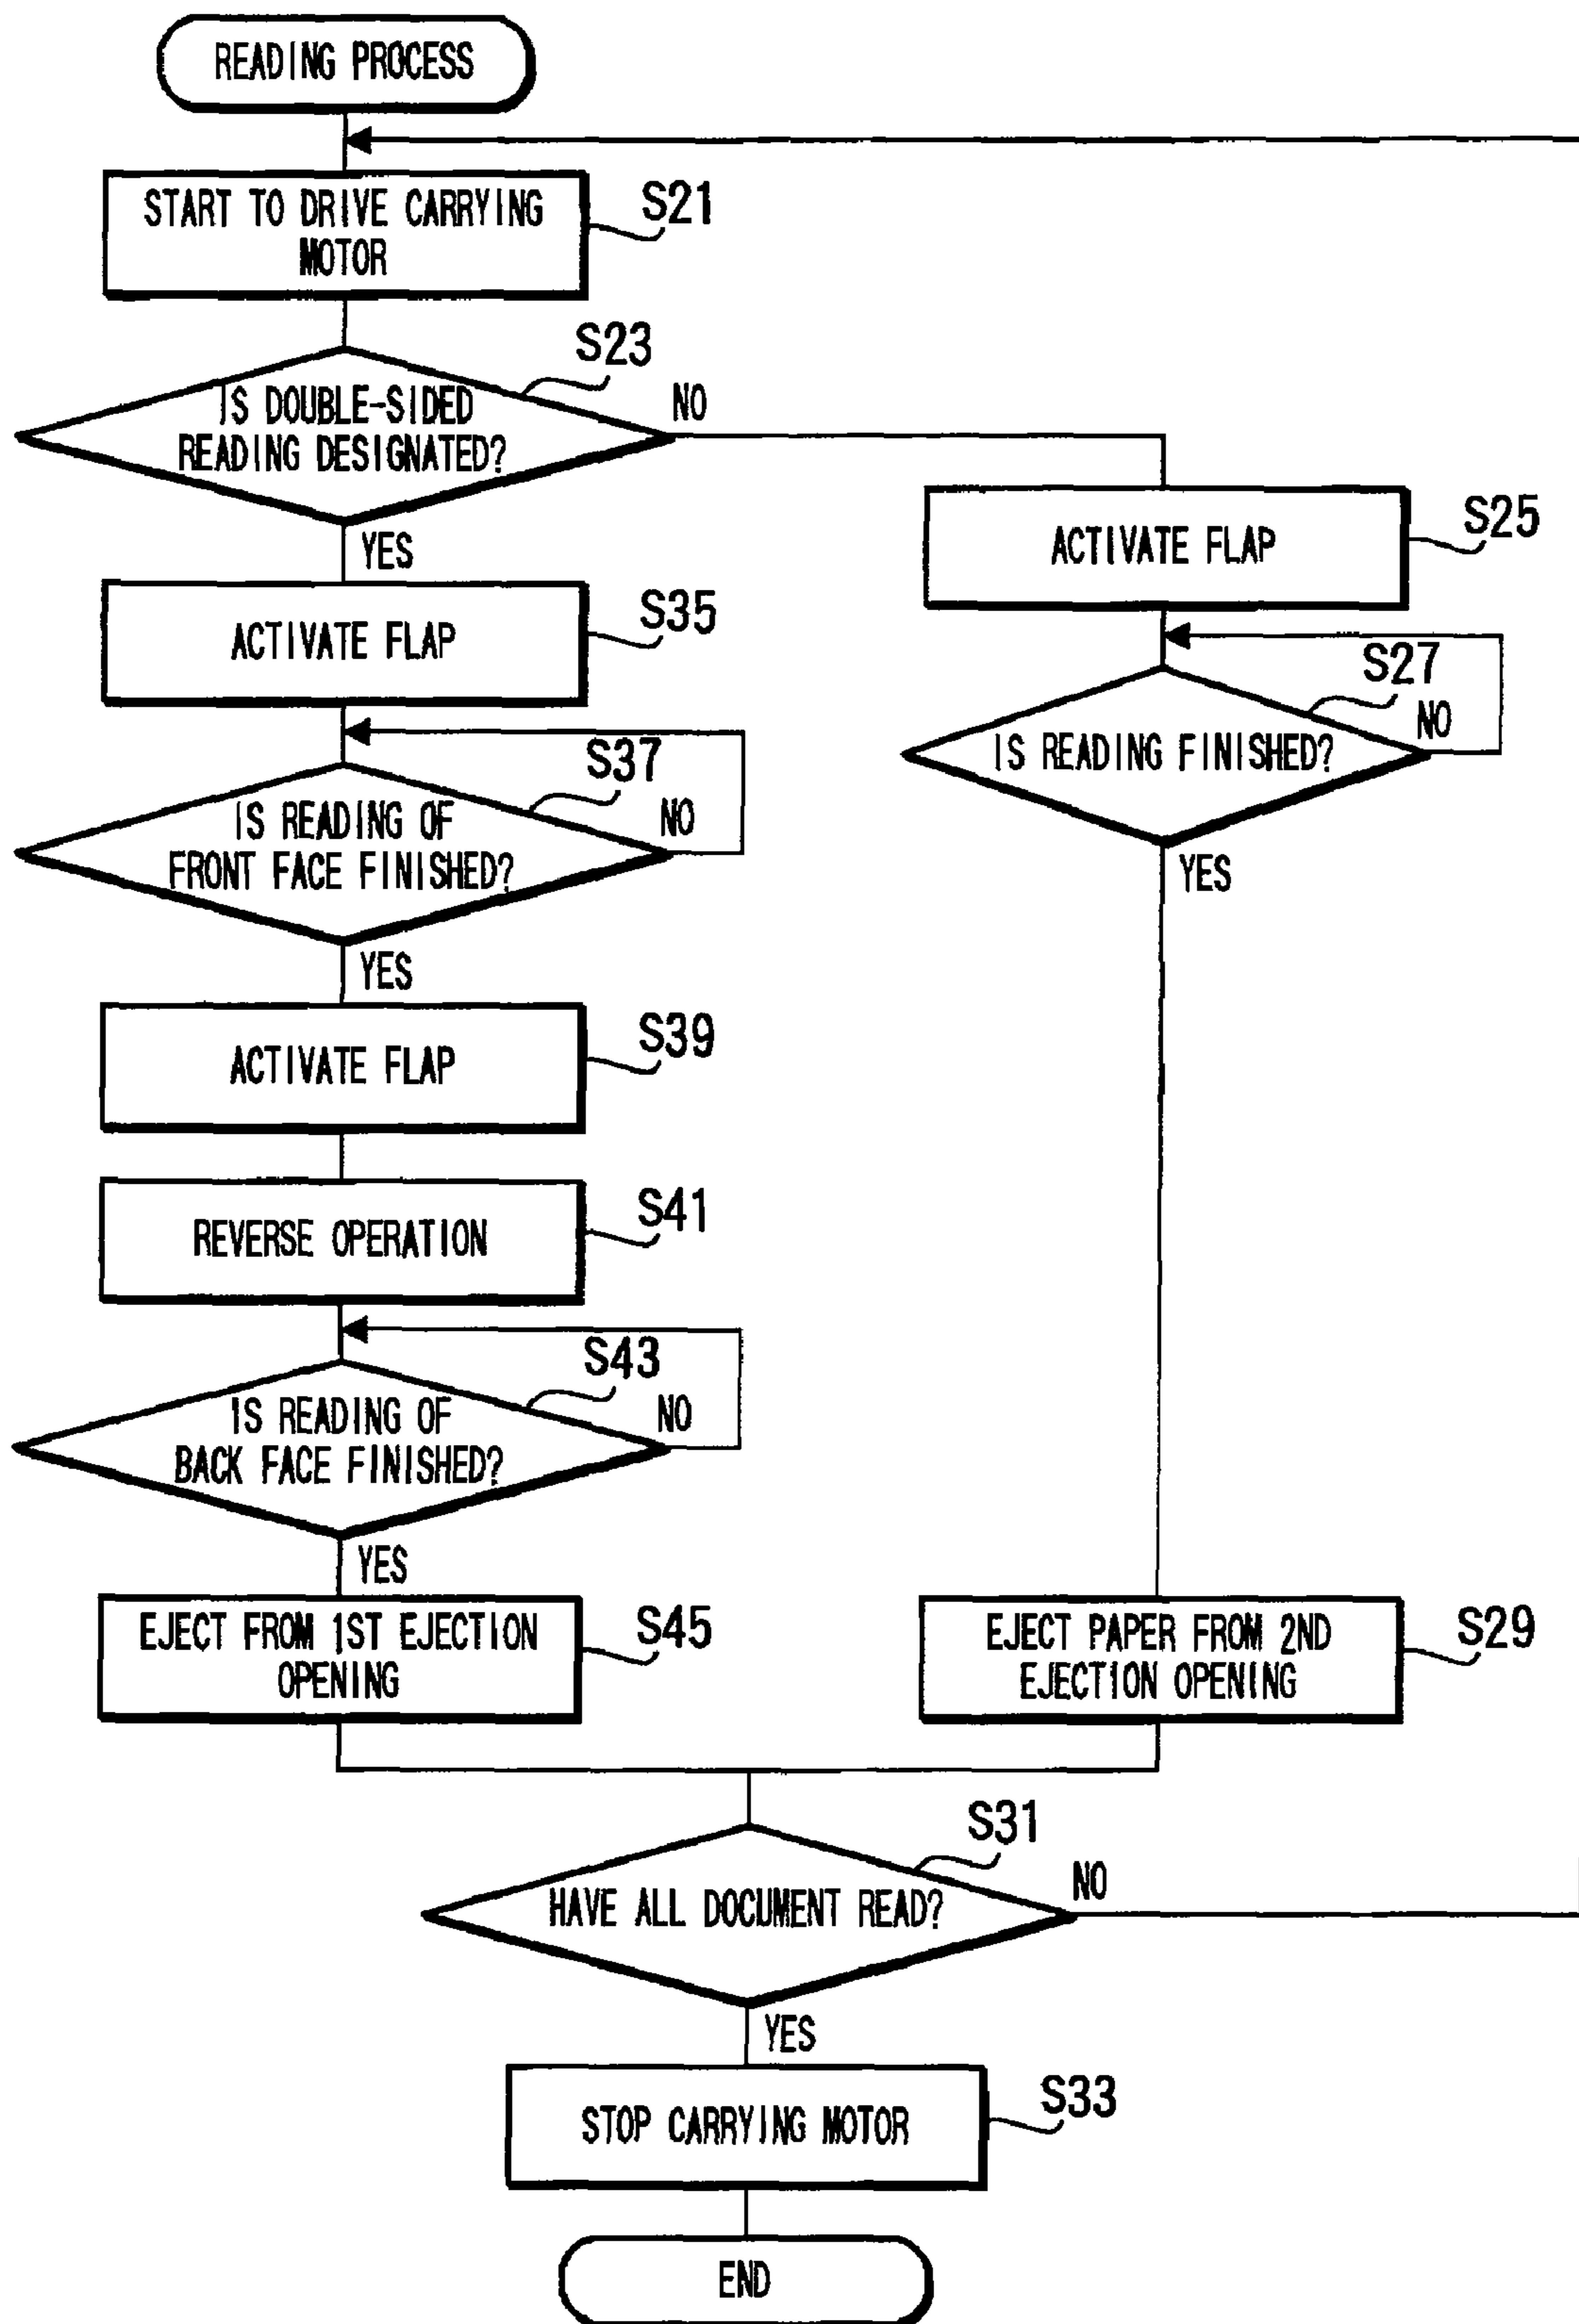 READING PROCESS
START TO DRIVE CARRYING
MOTOR
S21
S23
IS DOUBLE-SIDED
READING DESIGNATED?
NO
YES
ACTIVATE FLAP
S25
ACTIVATE FLAP
S35
S27
NO
IS READING FINISHED?
YES
S37
NO
IS READING OF
FRONT FACE FINISHED?
YES
ACTIVATE FLAP
S39
REVERSE OPERATION
S41
S43
NO
IS READING OF
BACK FACE FINISHED?
YES
EJECT FROM 1ST EJECTION
OPENING
S45
EJECT PAPER FROM 2ND
EJECTION OPENING
S29
S31
HAVE ALL DOCUMENT READ?
NO
YES
STOP CARRYING MOTOR
S33
END